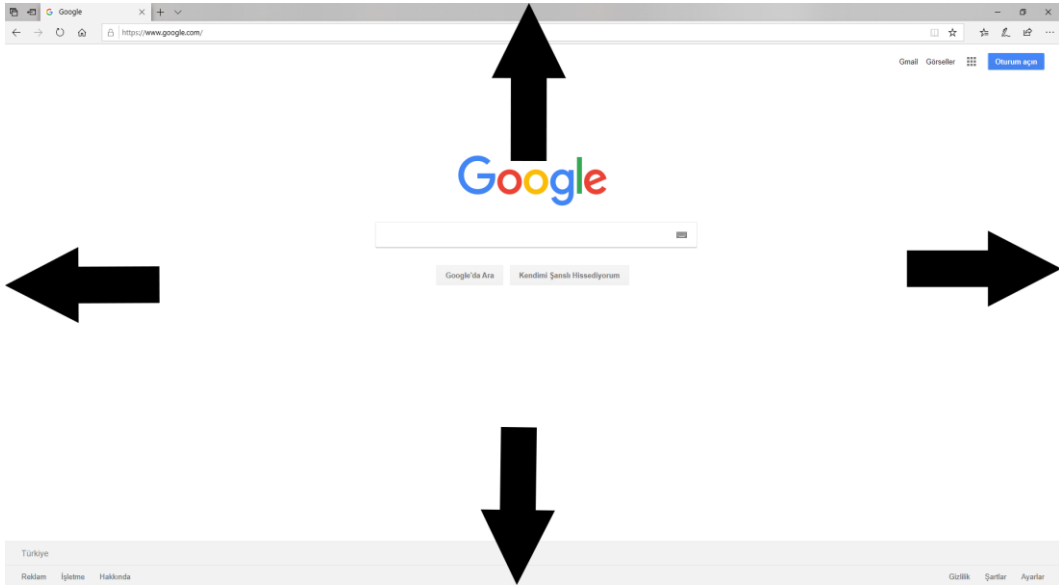 Google
https://www.google.com/
Gmail Görseller Oturum açın
Google
Google'da Ara Kendimi Şanslı Hissediyorum
Türkiye
Reklam İşletme Hakkında Gizlilik Şartlar Ayarlar